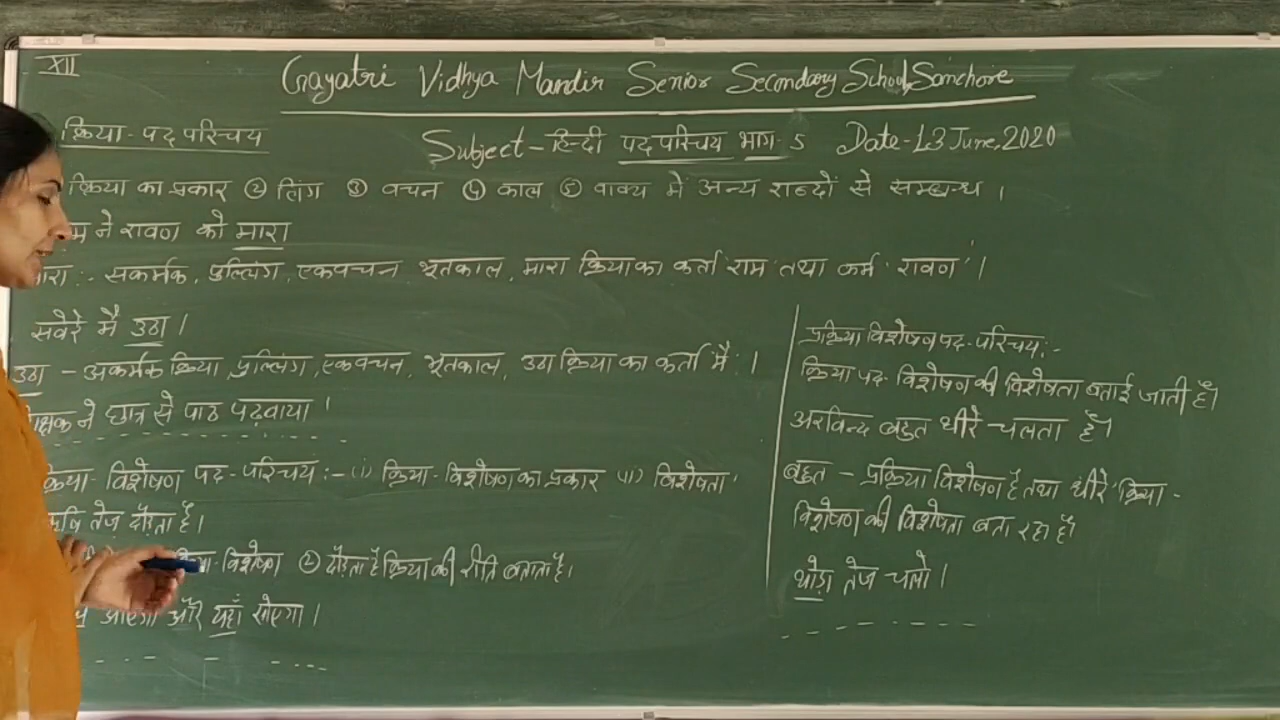 XII
Gayatri Vidhya Mandir Senior Secondary School, Sanchore
क्रिया-पद परिचय
Subject - हिन्दी पद परिचय भाग-5 Date-13 June, 2020
क्रिया का प्रकार ② लिंग ③ वचन ④ काल ⑤ वाक्य में अन्य शब्दों से सम्बन्ध ।
ने रावण को मारा
मारा :- सकर्मक, पुल्लिंग, एकवचन भूतकाल, मारा क्रिया का कर्ता 'राम' तथा कर्म 'रावण' ।
सवेरे मैं उठा ।
उठा - अकर्मक क्रिया, पुल्लिंग, एकवचन, भूतकाल, उठा क्रिया का कर्ता 'मैं' ।
ने छात्र से पाठ पढ़वाया ।
क्रिया-विशेषण पद-परिचय :- (i) क्रिया-विशेषण का प्रकार (ii) विशेषता
तेज दौड़ता है ।
विशेषण ② दौड़ता है क्रिया की रीति बताता है ।
आएगा और यहाँ सोएगा ।
प्रक्रिया विशेषण पद-परिचय :-
क्रिया पद विशेषण की विशेषता बताई जाती है ।
अरविन्द बहुत धीरे चलता है ।
बहुत - प्रक्रिया विशेषण है तथा 'धीरे' क्रिया-
विशेषण की विशेषता बता रहा है ।
थोड़ा तेज चलो ।